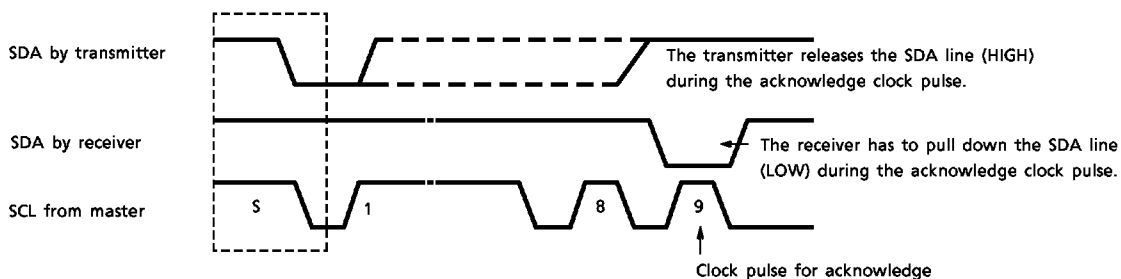 SDA by transmitter
The transmitter releases the SDA line (HIGH)
during the acknowledge clock pulse.
SDA by receiver
The receiver has to pull down the SDA line
(LOW) during the acknowledge clock pulse.
SCL from master
S
1
8
9
Clock pulse for acknowledge